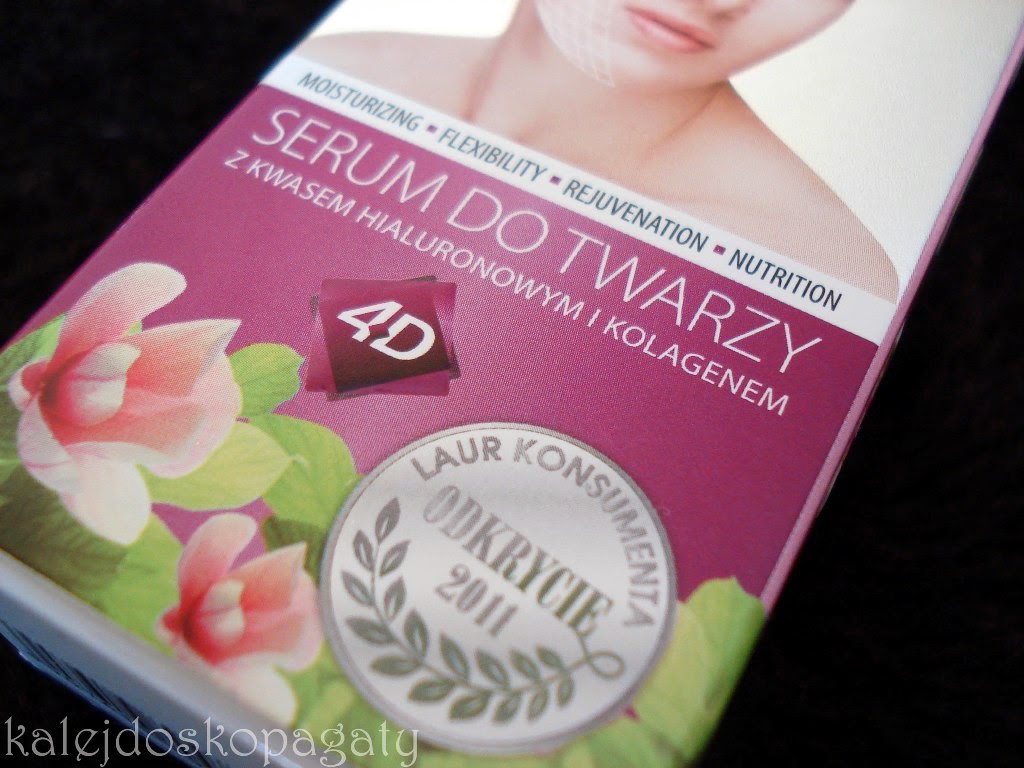 MOISTURIZING ▪ FLEXIBILITY ▪ REJUVENATION ▪ NUTRITION
SERUM DO TWARZY
Z KWASEM HIALURONOWYM I KOLAGENEM
4D
LAUR KONSUMENTA
ODKRYCIE
2011
kalejdoskopagaty